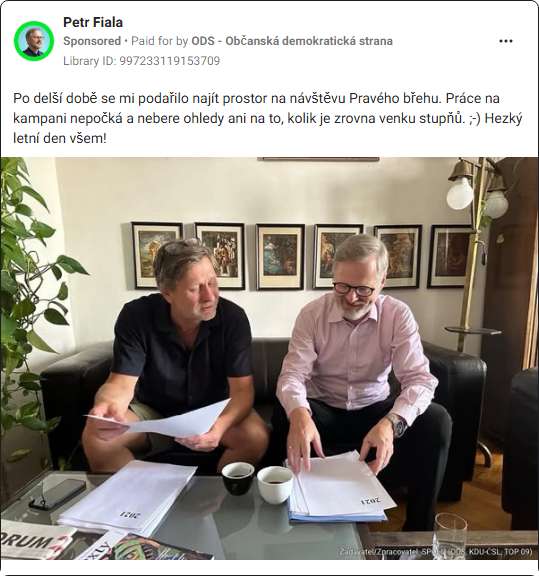 Petr Fiala
Sponsored • Paid for by ODS - Občanská demokratická strana
Library ID: 997233119153709
Po delší době se mi podařilo najít prostor na návštěvu Pravého břehu. Práce na
kampani nepočká a nebere ohledy ani na to, kolik je zrovna venku stupňů. ;-) Hezký
letní den všem!
2021
2021
ORUM
Zadavatel/Zpracovatel: SPOLU (ODS, KDU-ČSL, TOP 09)